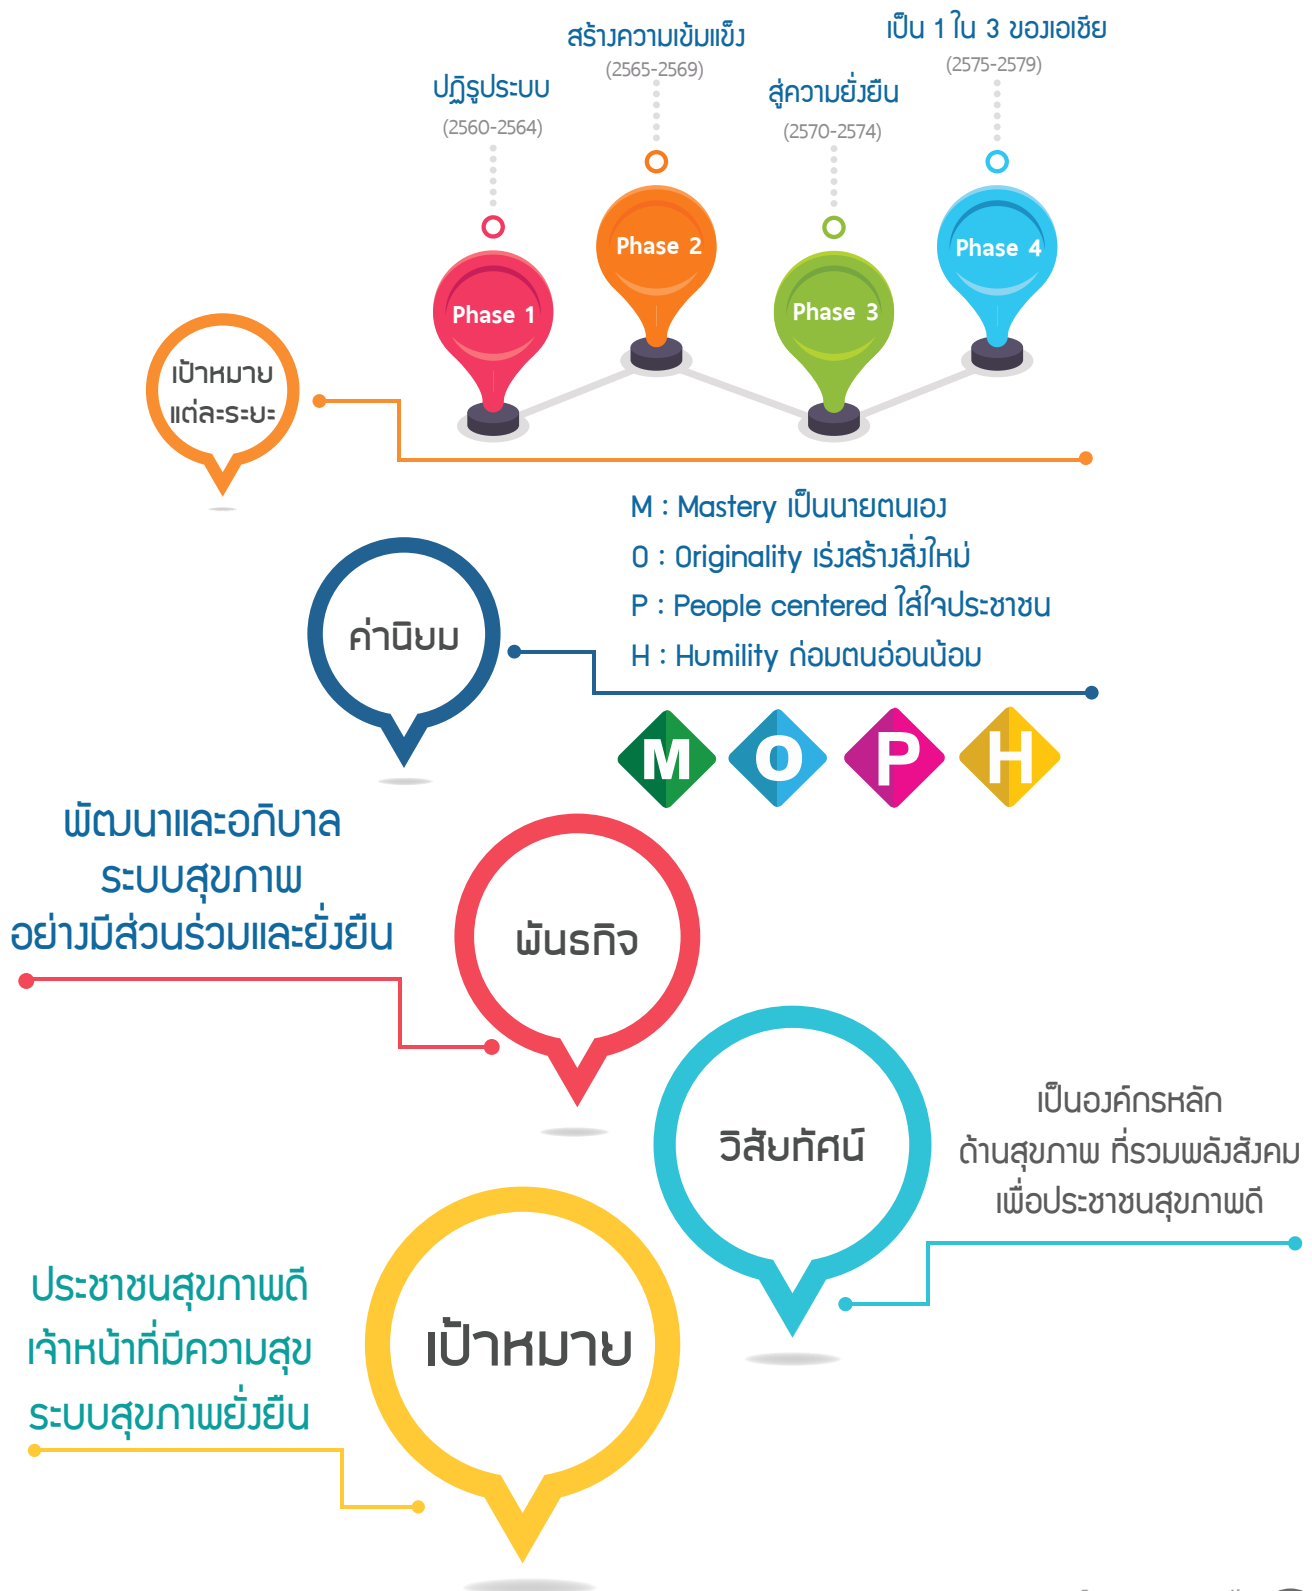 สร้างความเข้มแข็ง
(2565-2569)
เป็น 1 ใน 3 ของเอเชีย
(2575-2579)
ปฏิรูประบบ
(2560-2564)
สู่ความยั่งยืน
(2570-2574)
Phase 1
Phase 2
Phase 3
Phase 4
เป้าหมาย
แต่ละระยะ
M : Mastery เป็นนายตนเอง
O : Originality เร่งสร้างสิ่งใหม่
P : People centered ใส่ใจประชาชน
H : Humility ถ่อมตนอ่อนน้อม
ค่านิยม
M O P H
พัฒนาและอภิบาล
ระบบสุขภาพ
อย่างมีส่วนร่วมและยั่งยืน
พันธกิจ
วิสัยทัศน์
เป็นองค์กรหลัก
ด้านสุขภาพ ที่รวมพลังสังคม
เพื่อประชาชนสุขภาพดี
ประชาชนสุขภาพดี
เจ้าหน้าที่มีความสุข
ระบบสุขภาพยั่งยืน
เป้าหมาย